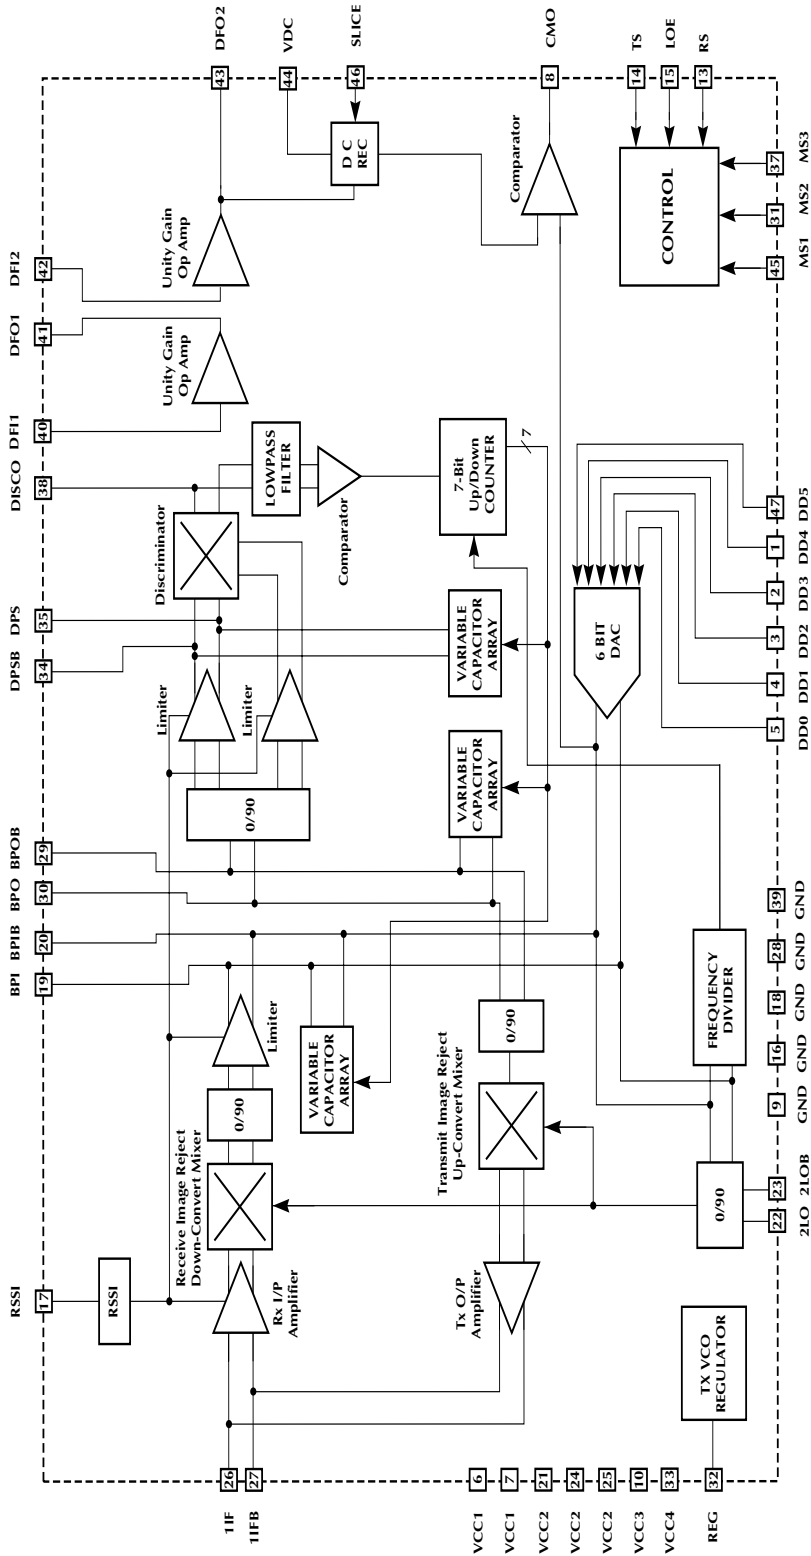 RSSI
17
BPI
19
BPIB
20
BPO
30
BPOB
29
DPSB
34
DPS
35
DISCO
38
DFI1
40
DFO1
41
DFI2
42
RSSI
Receive Image Reject
Down-Convert Mixer
0/90
Limiter
Rx I/P
Amplifier
VARIABLE
CAPACITOR
ARRAY
0/90
Limiter
Limiter
Discriminator
LOWPASS
FILTER
Comparator
Unity Gain
Op Amp
Unity Gain
Op Amp
DFO2
43
VDC
44
SLICE
46
D C
REC
CMO
8
Comparator
TS
14
LOE
15
RS
13
CONTROL
1IF
26
1IFB
27
VCC1
6
VCC1
7
VCC2
21
VCC2
24
VCC2
25
VCC3
10
VCC4
33
REG
32
Tx O/P
Amplifier
Transmit Image Reject
Up-Convert Mixer
0/90
VARIABLE
CAPACITOR
ARRAY
VARIABLE
CAPACITOR
ARRAY
7-Bit
Up/Down
COUNTER
7
6 BIT
DAC
TX VCO
REGULATOR
0/90
FREQUENCY
DIVIDER
22
2LO
23
2LOB
9
GND
16
GND
18
GND
28
GND
39
GND
5
DD0
4
DD1
3
DD2
2
DD3
1
DD4
47
DD5
45
MS1
31
MS2
37
MS3